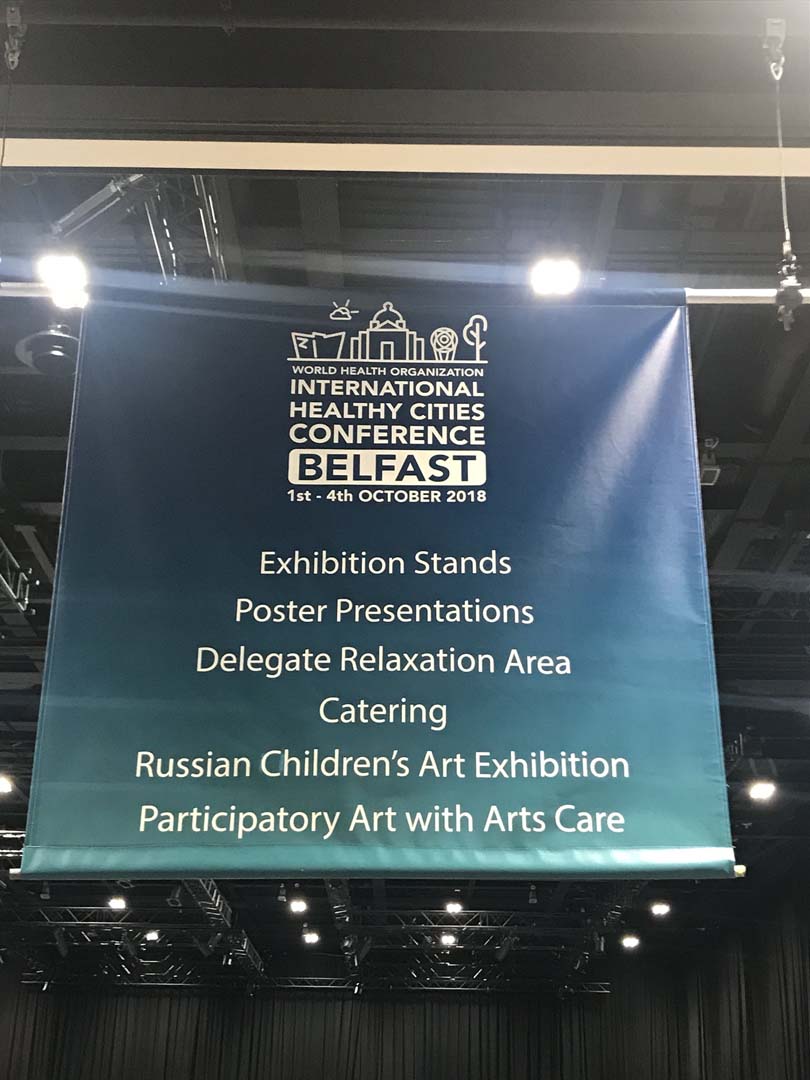 WORLD HEALTH ORGANIZATION
INTERNATIONAL
HEALTHY CITIES
CONFERENCE
BELFAST
1st - 4th OCTOBER 2018
Exhibition Stands
Poster Presentations
Delegate Relaxation Area
Catering
Russian Children's Art Exhibition
Participatory Art with Arts Care